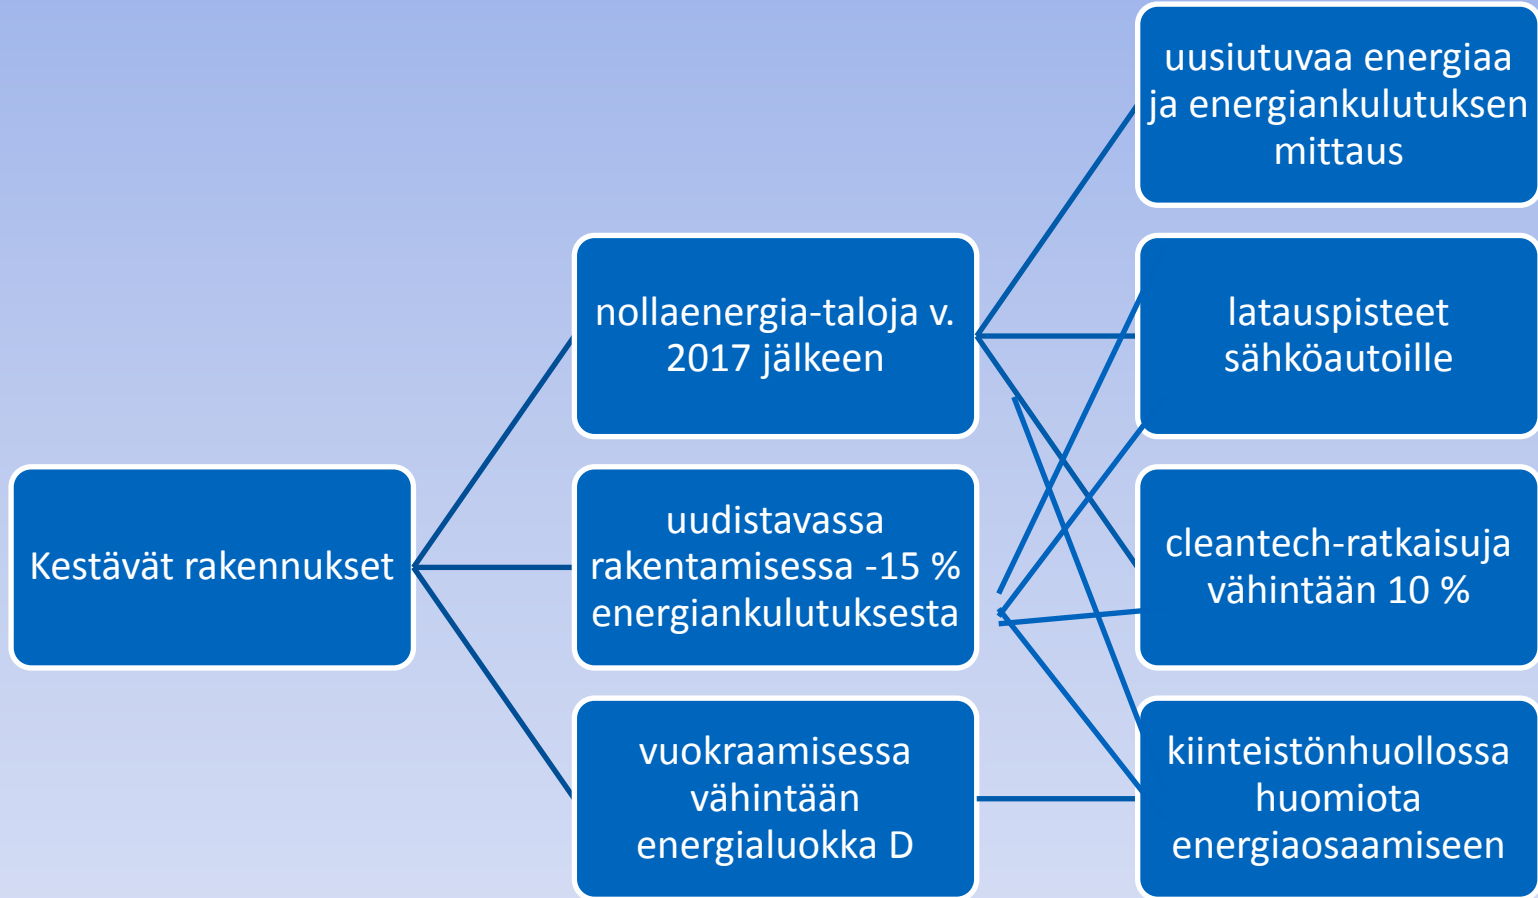 Kestävät rakennukset
nollaenergia-taloja v.
2017 jälkeen
uudistavassa
rakentamisessa -15 %
energiankulutuksesta
vuokraamisessa
vähintään
energialuokka D
uusiutuvaa energiaa
ja energiankulutuksen
mittaus
latauspisteet
sähköautoille
cleantech-ratkaisuja
vähintään 10 %
kiinteistönhuollossa
huomiota
energiaosaamiseen